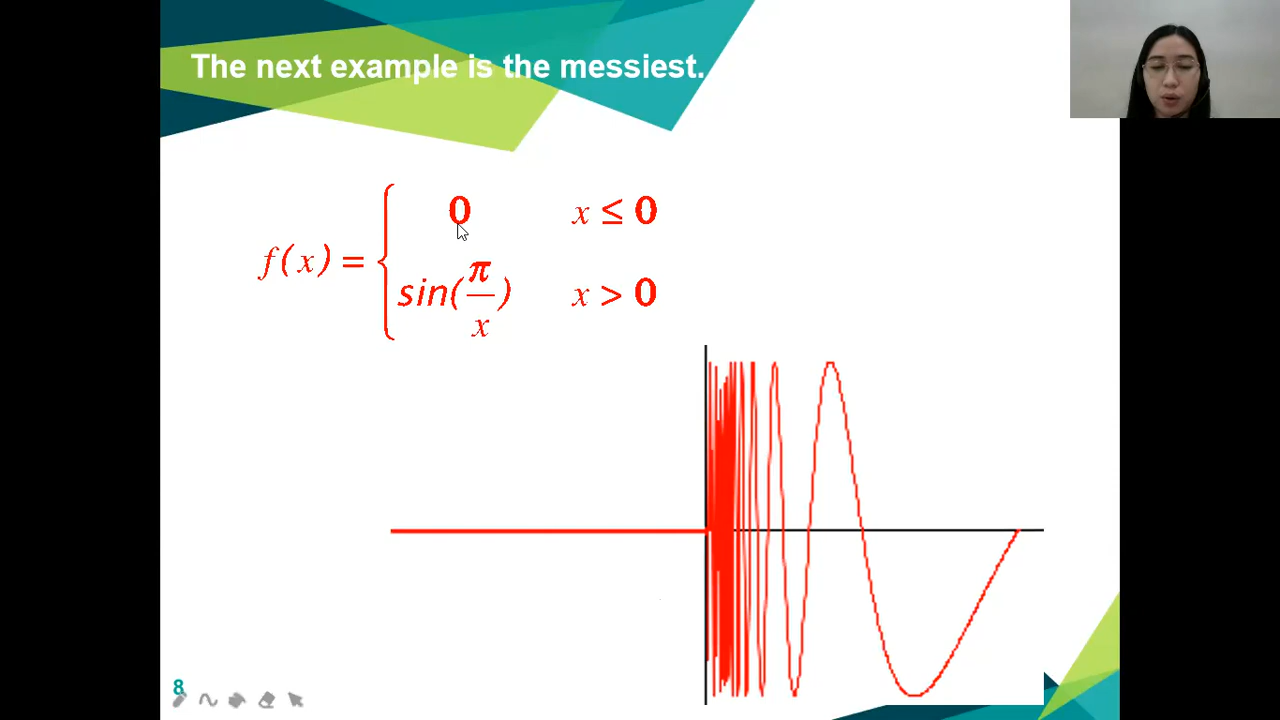 The next example is the messiest.
f(x) = { 0 x ≤ 0
sin(π/x) x > 0
8